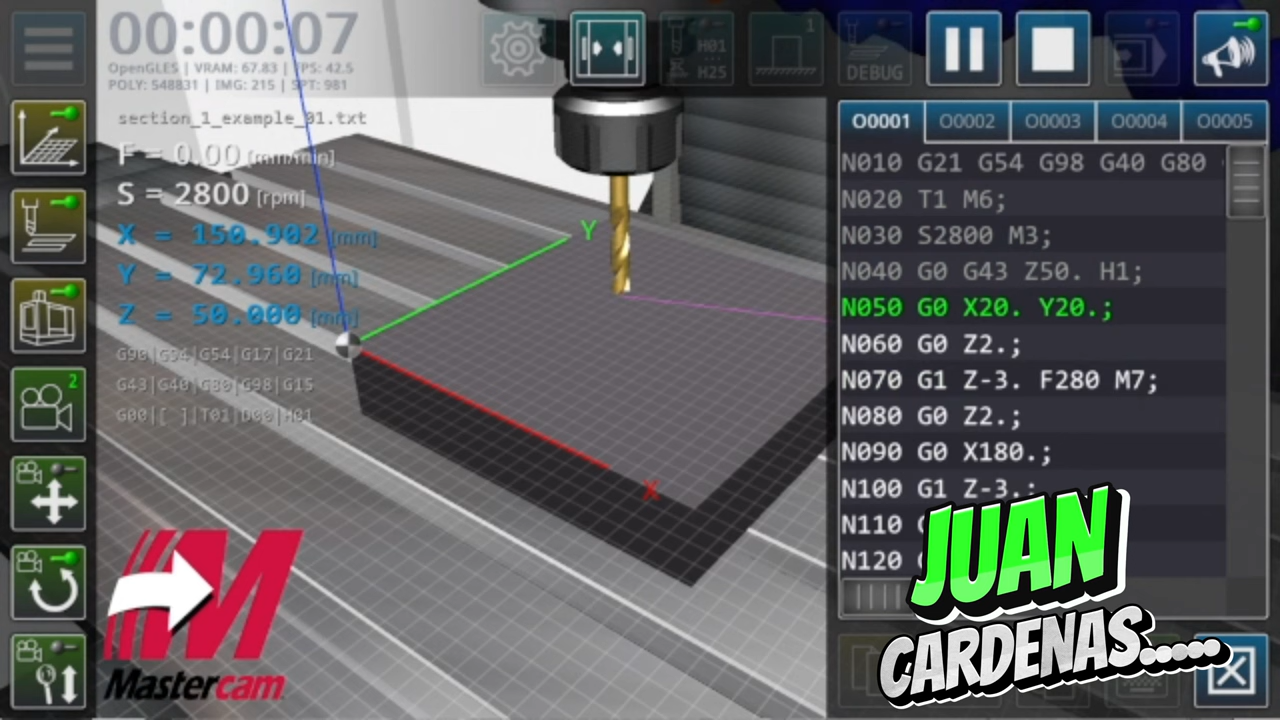 00:00:07
OpenGLES | VRAM: 67.83 | FPS: 42.5
POLY: 548831 | IMG: 215 | SPT: 981
section_1_example_01.txt
F = 0.00 [mm/min]
S = 2800 [rpm]
X = 150.902 [mm]
Y = 72.960 [mm]
Z = 50.000 [mm]
G90|G94|G54|G17|G21
G43|G40|G80|G98|G15
G00|[ ]|T01|D00|H01
2
Y
X
H01
H25
1
DEBUG
O0001 O0002 O0003 O0004 O0005
N010 G21 G54 G98 G40 G80
N020 T1 M6;
N030 S2800 M3;
N040 G0 G43 Z50. H1;
N050 G0 X20. Y20.;
N060 G0 Z2.;
N070 G1 Z-3. F280 M7;
N080 G0 Z2.;
N090 G0 X180.;
N100 G1 Z-3.;
N110
N120
Mastercam
JUAN
CARDENAS.....